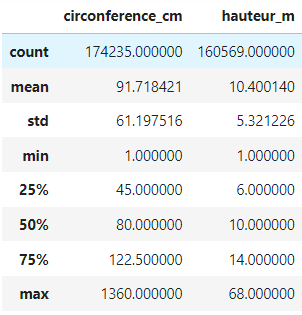 circonference_cm hauteur_m
count 174235.000000 160569.000000
mean 91.718421 10.400140
std 61.197516 5.321226
min 1.000000 1.000000
25% 45.000000 6.000000
50% 80.000000 10.000000
75% 122.500000 14.000000
max 1360.000000 68.000000